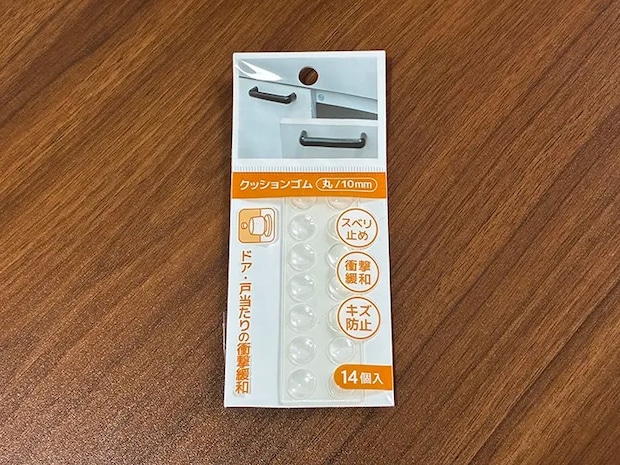 クッションゴム 丸/10mm
スベリ
止め
衝撃
緩和
キズ
防止
ドア・戸当たりの衝撃緩和
14個入